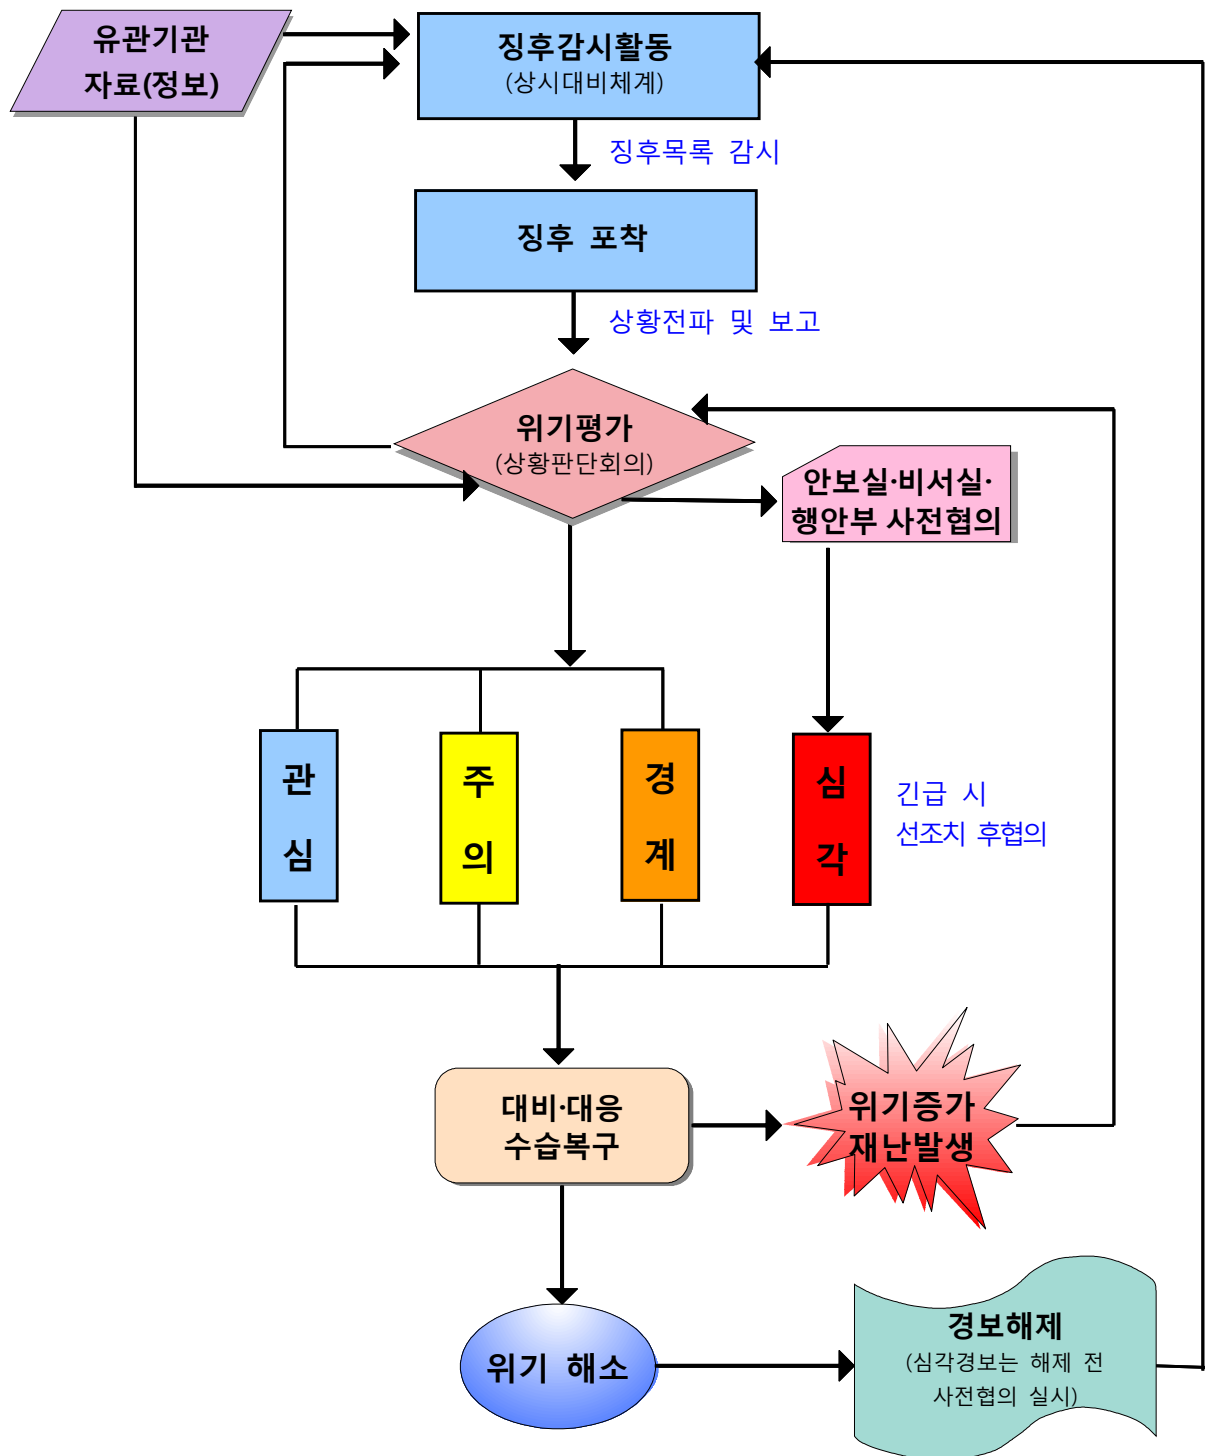 유관기관
자료(정보)
징후감시활동
(상시대비체계)
징후목록 감시
징후 포착
상황전파 및 보고
위기평가
(상황판단회의)
안보실·비서실·
행안부 사전협의
관
심
주
의
경
계
심
각
긴급 시
선조치 후협의
대비·대응
수습복구
위기증가
재난발생
위기 해소
경보해제
(심각경보는 해제 전
사전협의 실시)